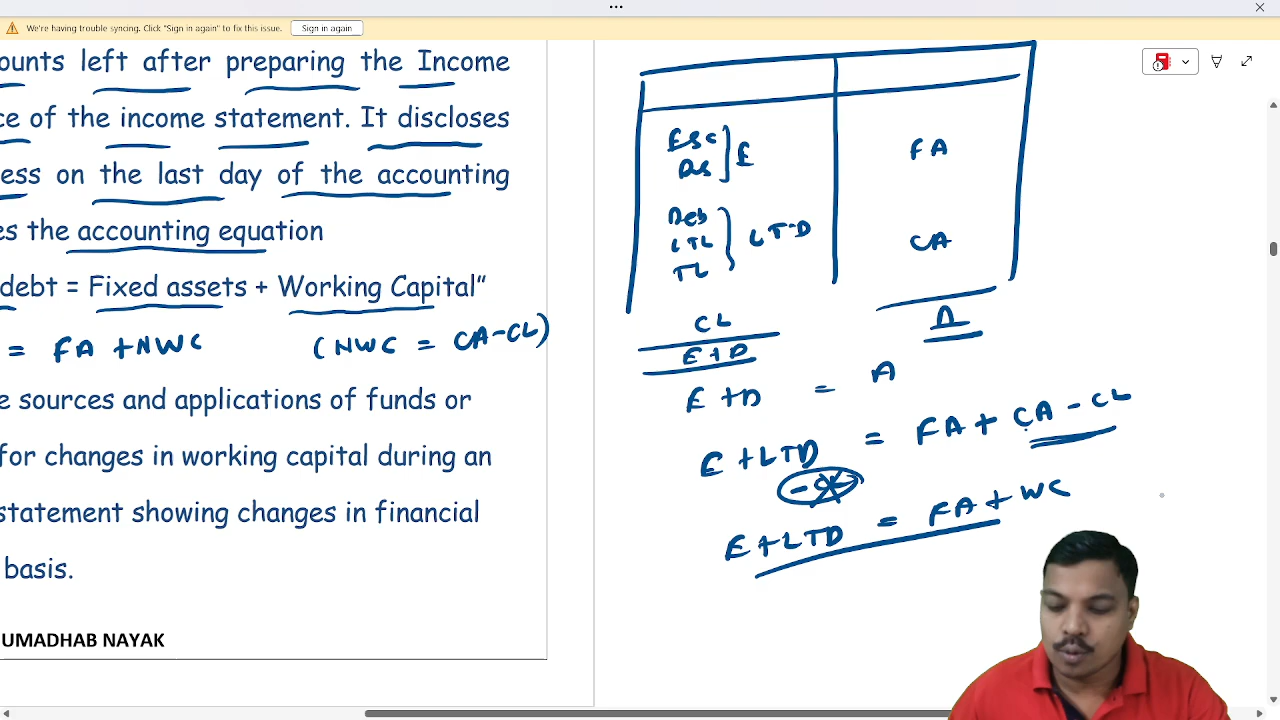 We're having trouble syncing. Click "Sign in again" to fix this issue.
Sign in again
ounts left after preparing the Income
ce of the income statement. It discloses
ess on the last day of the accounting
es the accounting equation
debt = Fixed assets + Working Capital"
= FA + NWC (NWC = CA-CL)
e sources and applications of funds or
for changes in working capital during an
statement showing changes in financial
basis.
UMADHAB NAYAK
ESC
RS
} E
FA
Deb
LTL
TL
} LTD
CA
CL
A
E+D
E+D = A
E+LTD = FA + CA - CL
E+LTD = FA + WC